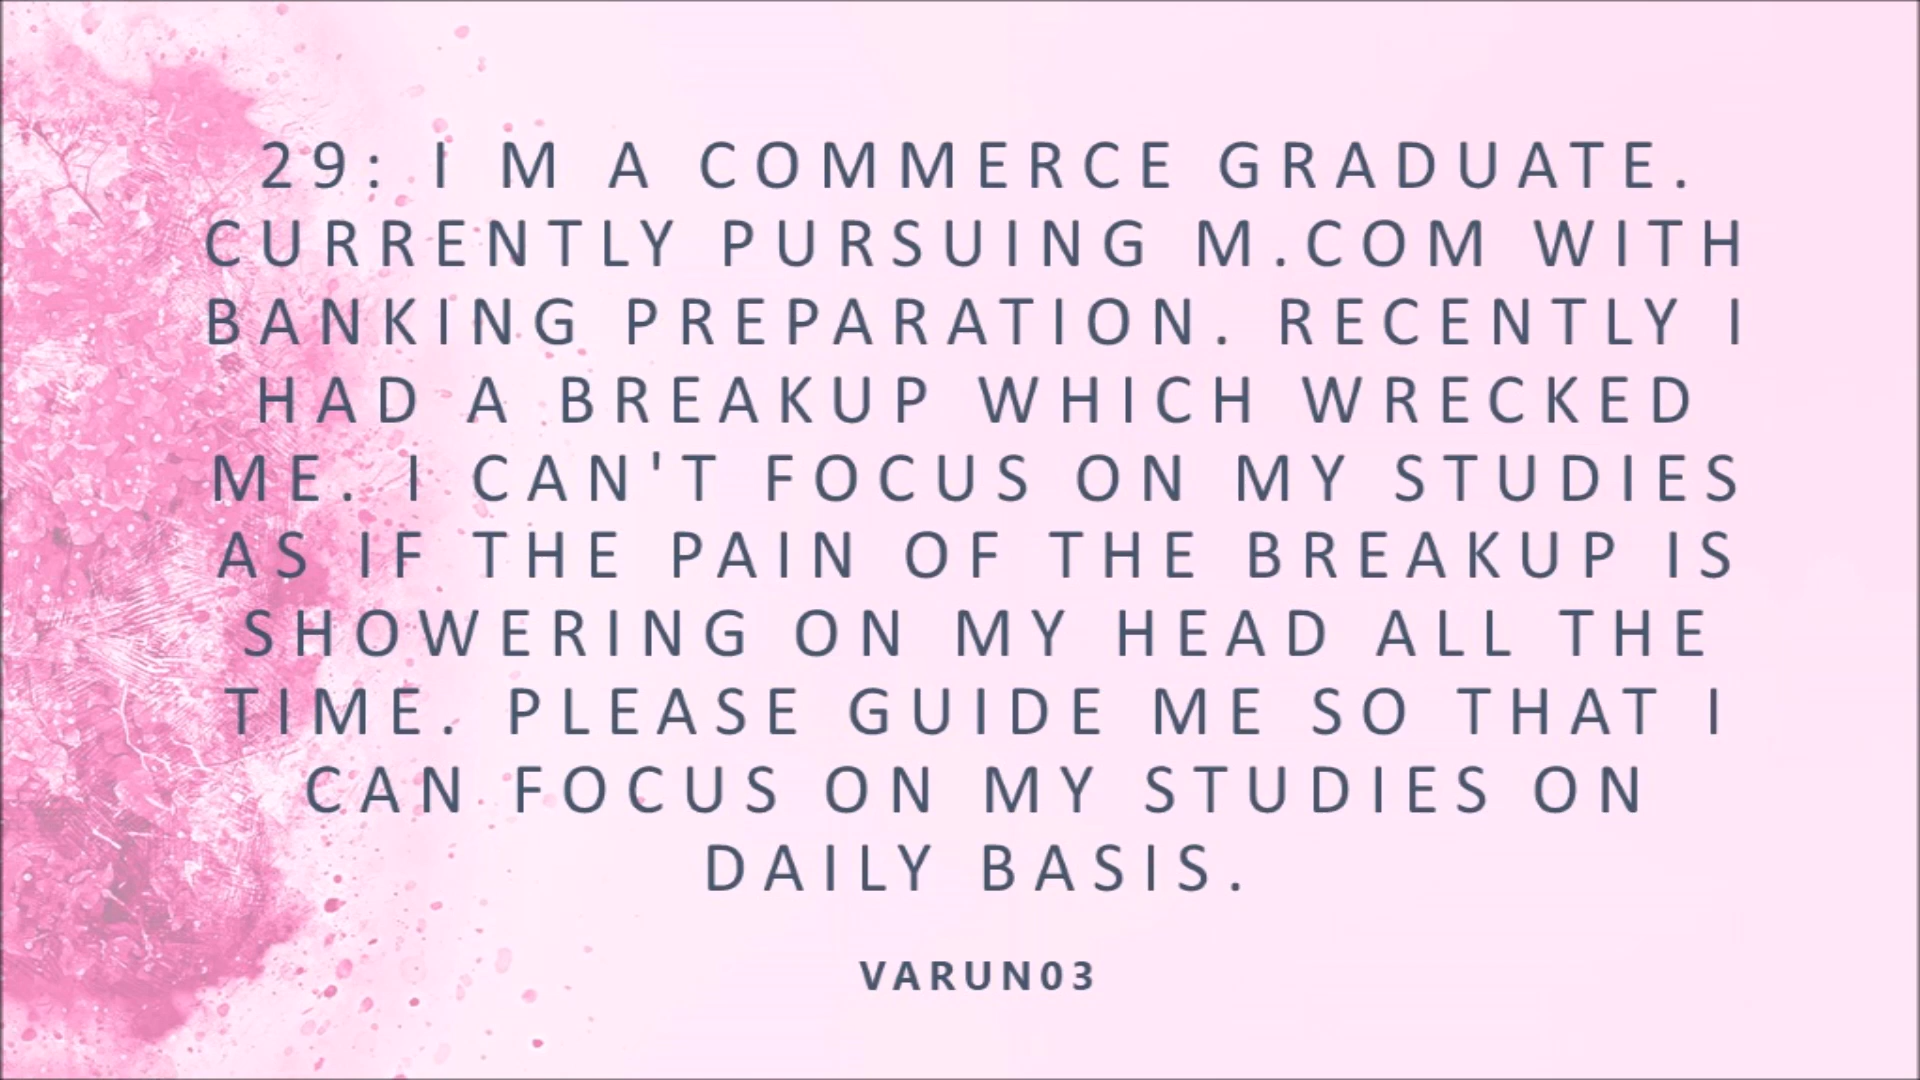 29: I M A COMMERCE GRADUATE.
CURRENTLY PURSUING M.COM WITH
BANKING PREPARATION. RECENTLY I
HAD A BREAKUP WHICH WRECKED
ME. I CAN'T FOCUS ON MY STUDIES
AS IF THE PAIN OF THE BREAKUP IS
SHOWERING ON MY HEAD ALL THE
TIME. PLEASE GUIDE ME SO THAT I
CAN FOCUS ON MY STUDIES ON
DAILY BASIS.
VARUN03